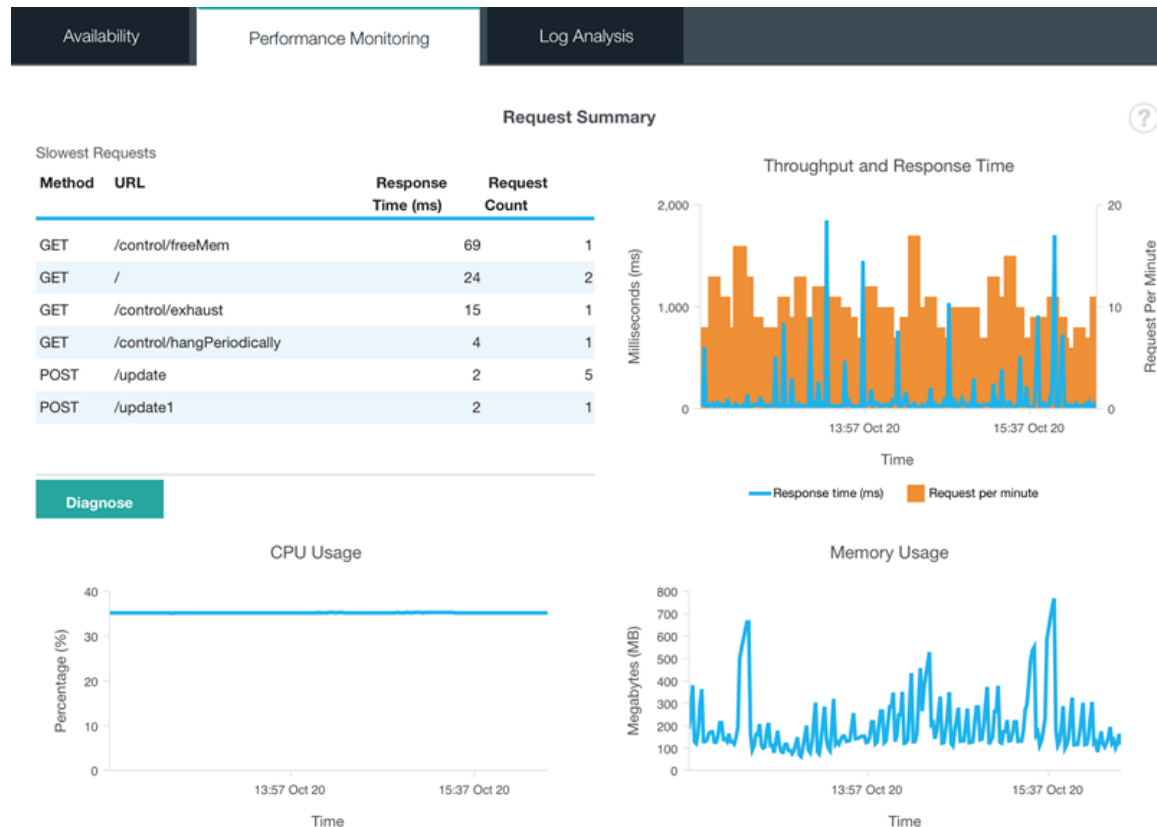 Availability
Performance Monitoring
Log Analysis
Request Summary
?
Slowest Requests
Method URL Response Time (ms) Request Count
GET /control/freeMem 69 1
GET / 24 2
GET /control/exhaust 15 1
GET /control/hangPeriodically 4 1
POST /update 2 5
POST /update1 2 1
Diagnose
Throughput and Response Time
2,000
1,000
0
Milliseconds (ms)
20
10
0
Request Per Minute
13:57 Oct 20
15:37 Oct 20
Time
Response time (ms)
Request per minute
CPU Usage
40
30
20
10
0
Percentage (%)
13:57 Oct 20
15:37 Oct 20
Time
Memory Usage
800
700
600
500
400
300
200
100
0
Megabytes (MB)
13:57 Oct 20
15:37 Oct 20
Time